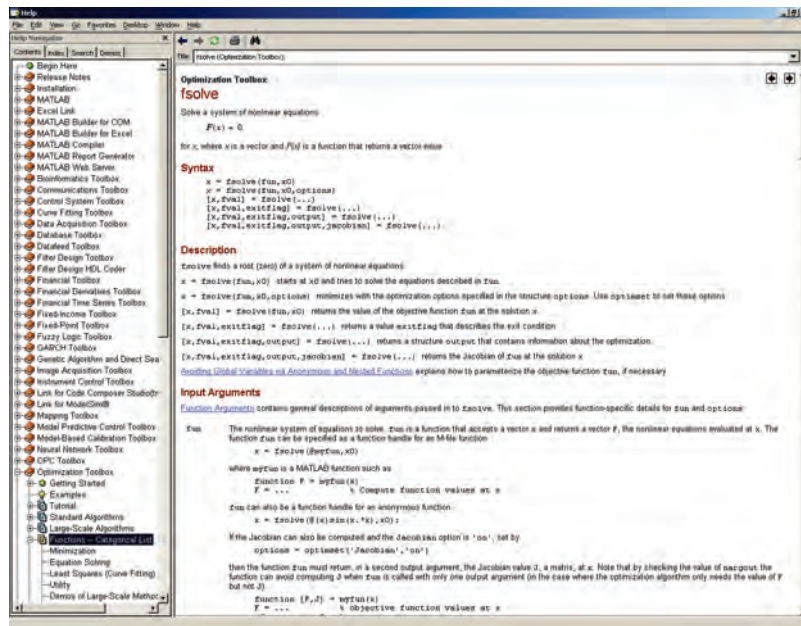 Help
File Edit View Go Favorites Desktop Window Help
Help Navigator
Contents Index Search Demos
Begin Here
Release Notes
Installation
MATLAB
Excel Link
MATLAB Builder for COM
MATLAB Builder for Excel
MATLAB Compiler
MATLAB Report Generator
MATLAB Web Server
Bioinformatics Toolbox
Communications Toolbox
Control System Toolbox
Curve Fitting Toolbox
Data Acquisition Toolbox
Database Toolbox
Datafeed Toolbox
Filter Design Toolbox
Filter Design HDL Coder
Financial Toolbox
Financial Derivatives Toolbox
Financial Time Series Toolbox
Fixed-Income Toolbox
Fixed-Point Toolbox
Fuzzy Logic Toolbox
GARCH Toolbox
Genetic Algorithm and Direct Sea
Image Acquisition Toolbox
Instrument Control Toolbox
Link for Code Composer Studio
Link for ModelSim®
Mapping Toolbox
Model Predictive Control Toolbox
Model-Based Calibration Toolbox
Neural Network Toolbox
OPC Toolbox
Optimization Toolbox
Getting Started
Examples
Tutorial
Standard Algorithms
Large-Scale Algorithms
Functions -- Categorical List
Minimization
Equation Solving
Least Squares (Curve Fitting)
Utility
Demos of Large-Scale Method
Title: fsolve (Optimization Toolbox)
Optimization Toolbox
fsolve
Solve a system of nonlinear equations
F(x) = 0
for x, where x is a vector and F(x) is a function that returns a vector value
Syntax
x = fsolve(fun,x0)
x = fsolve(fun,x0,options)
[x,fval] = fsolve(...)
[x,fval,exitflag] = fsolve(...)
[x,fval,exitflag,output] = fsolve(...)
[x,fval,exitflag,output,jacobian] = fsolve(...)
Description
fsolve finds a root (zero) of a system of nonlinear equations
x = fsolve(fun,x0) starts at x0 and tries to solve the equations described in fun
x = fsolve(fun,x0,options) minimizes with the optimization options specified in the structure options. Use optimset to set these options
[x,fval] = fsolve(fun,x0) returns the value of the objective function fun at the solution x
[x,fval,exitflag] = fsolve(...) returns a value exitflag that describes the exit condition
[x,fval,exitflag,output] = fsolve(...) returns a structure output that contains information about the optimization.
[x,fval,exitflag,output,jacobian] = fsolve(...) returns the Jacobian of fun at the solution x
Avoiding Global Variables via Anonymous and Nested Functions explains how to parameterize the objective function fun, if necessary
Input Arguments
Function Arguments contains general descriptions of arguments passed in to fsolve. This section provides function-specific details for fun and options
fun The nonlinear system of equations to solve. fun is a function that accepts a vector x and returns a vector F, the nonlinear equations evaluated at x. The
function fun can be specified as a function handle for an M-file function
x = fsolve(@myfun,x0)
where myfun is a MATLAB function such as
function F = myfun(x)
F = ... % Compute function values at x
fun can also be a function handle for an anonymous function
x = fsolve(@(x)sin(x.*x),x0);
If the Jacobian can also be computed and the Jacobian option is 'on', set by
options = optimset('Jacobian','on')
then the function fun must return, in a second output argument, the Jacobian value J, a matrix, at x. Note that by checking the value of nargout the
function can avoid computing J when fun is called with only one output argument (in the case where the optimization algorithm only needs the value of F
but not J)
function [F,J] = myfun(x)
F = ... % objective function values at x